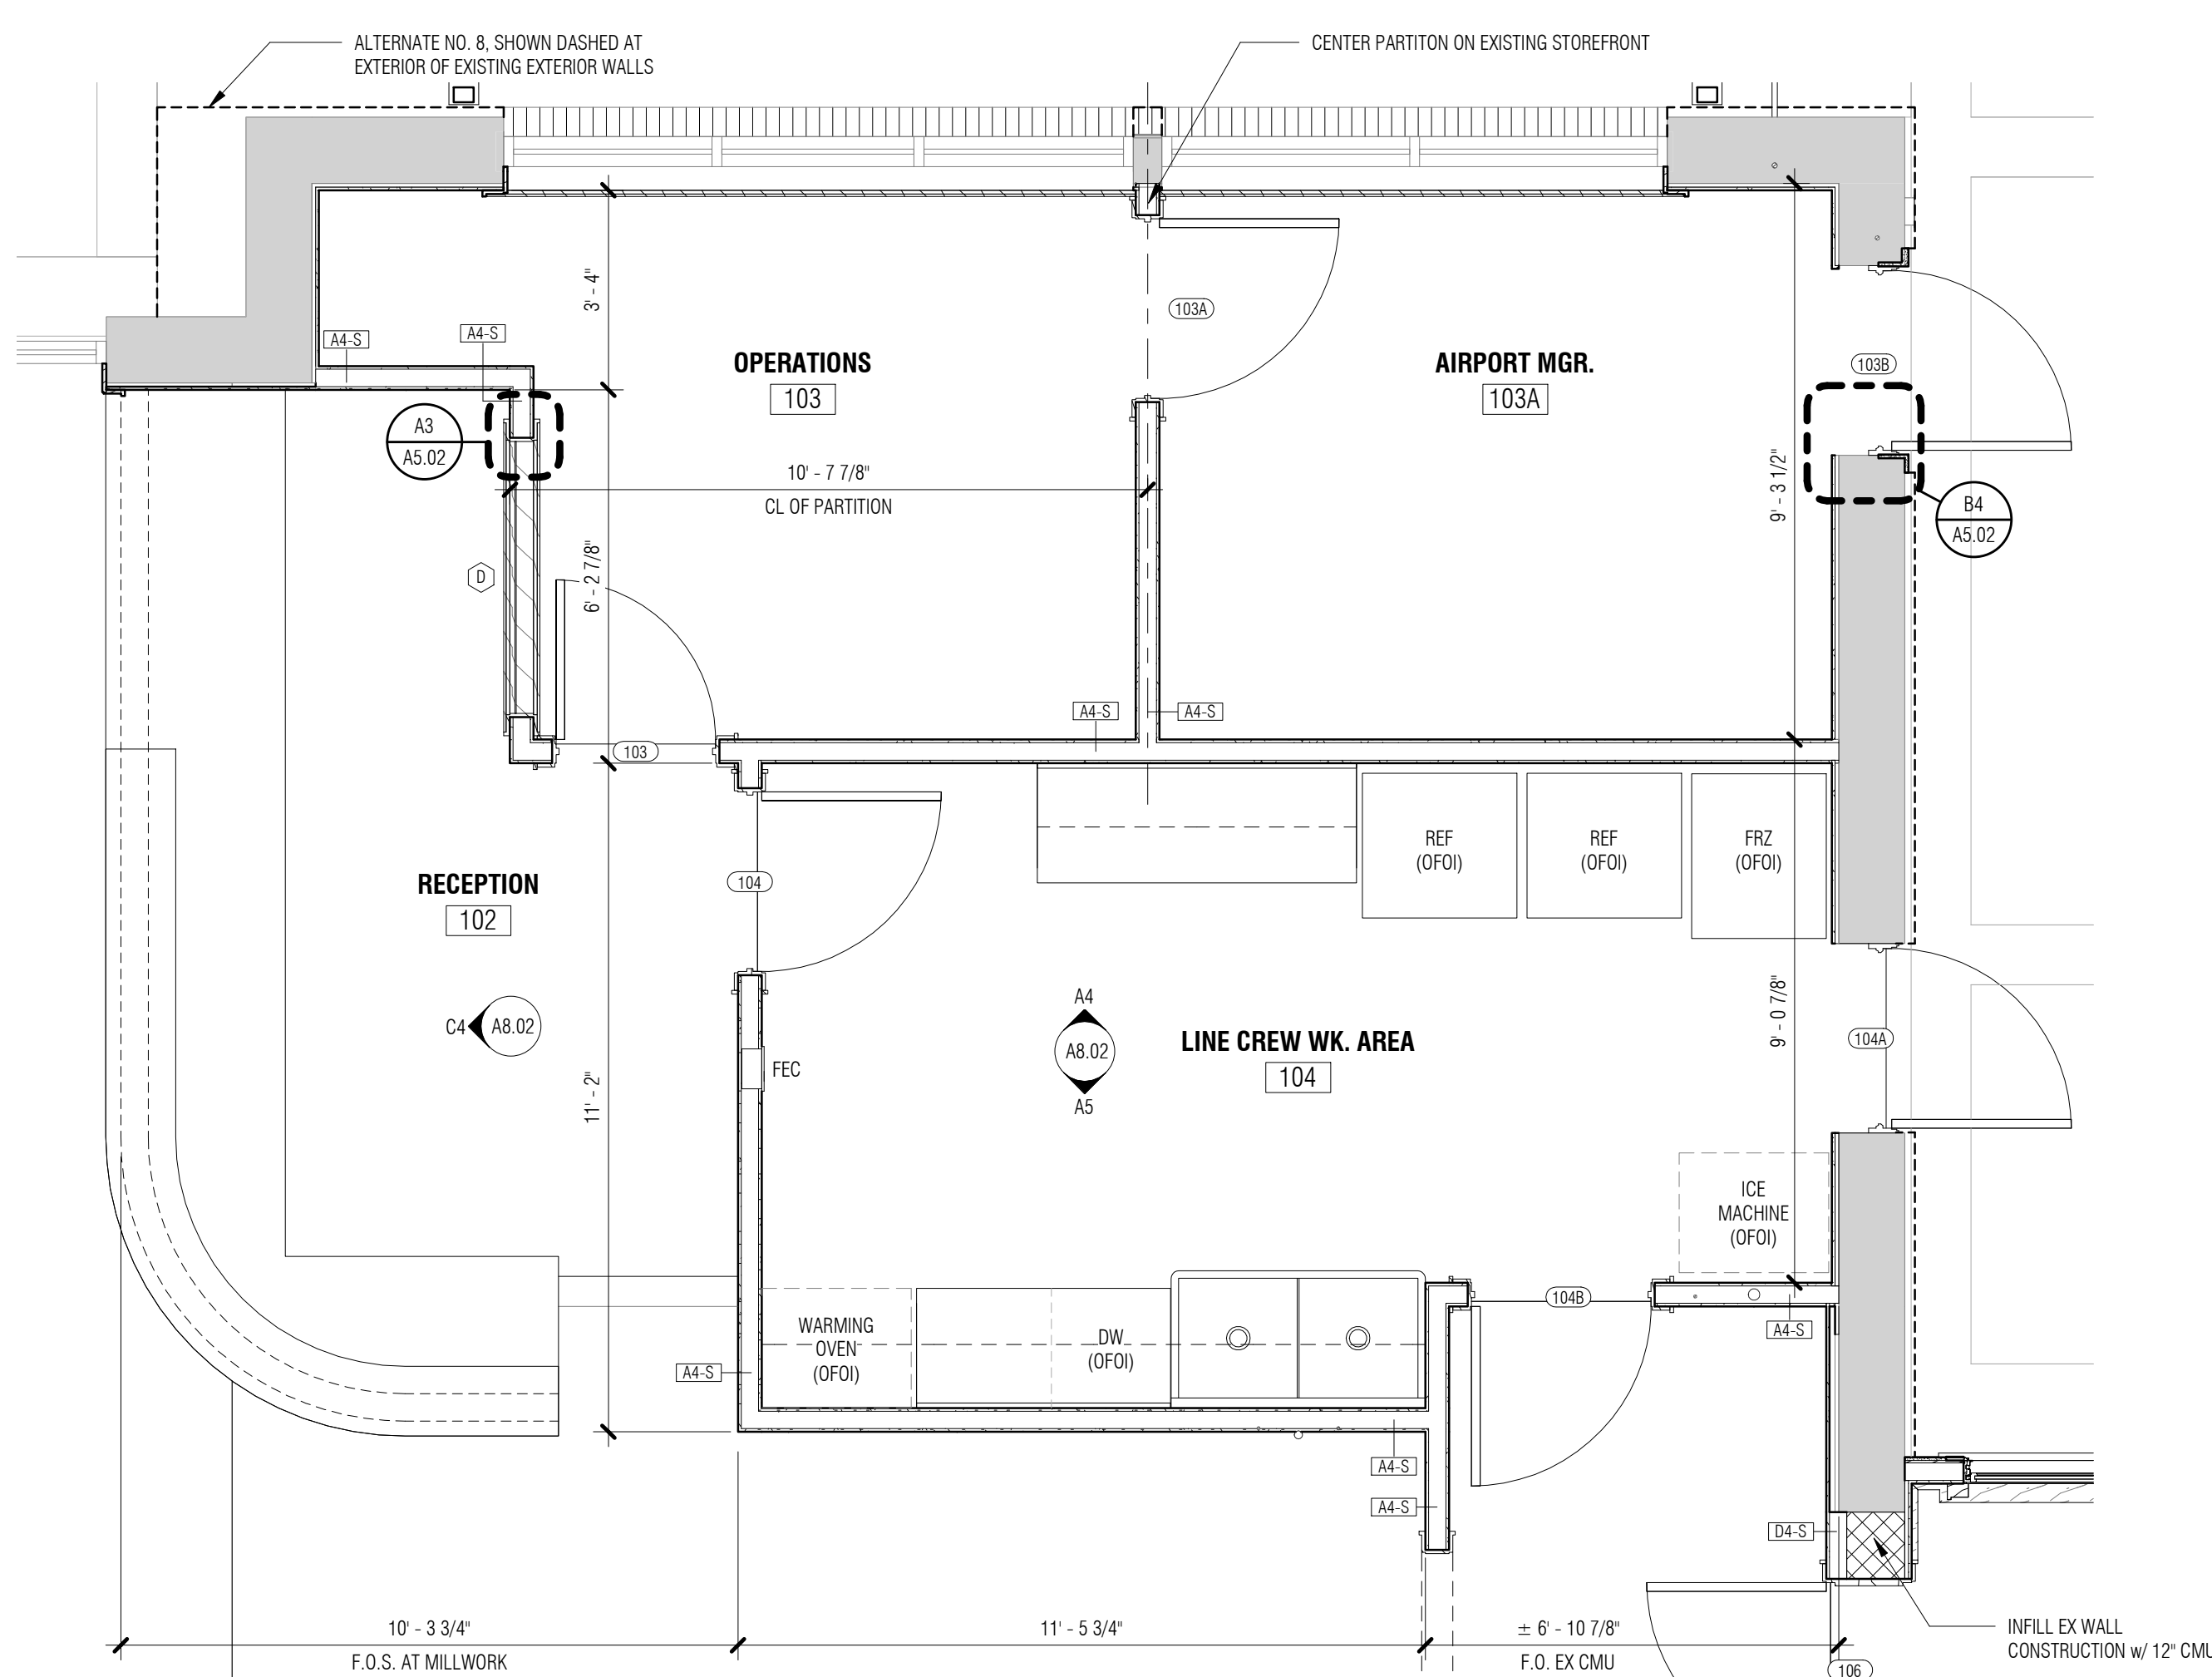 ALTERNATE NO. 8, SHOWN DASHED AT
EXTERIOR OF EXISTING EXTERIOR WALLS
CENTER PARTITON ON EXISTING STOREFRONT
3' - 4"
103A
A4-S
A4-S
OPERATIONS
103
AIRPORT MGR.
103A
103B
A3
A5.02
10' - 7 7/8"
CL OF PARTITION
9' - 3 1/2"
B4
A5.02
D
6' - 2 7/8"
A4-S
A4-S
103
REF
(OFOI)
REF
(OFOI)
FRZ
(OFOI)
RECEPTION
102
104
C4
A8.02
A4
A8.02
A5
LINE CREW WK. AREA
104
9' - 0 7/8"
104A
FEC
11' - 2"
ICE
MACHINE
(OFOI)
104B
WARMING
OVEN
(OFOI)
DW
(OFOI)
A4-S
A4-S
A4-S
A4-S
D4-S
10' - 3 3/4"
F.O.S. AT MILLWORK
11' - 5 3/4"
± 6' - 10 7/8"
F.O. EX CMU
INFILL EX WALL
CONSTRUCTION w/ 12" CMU
106